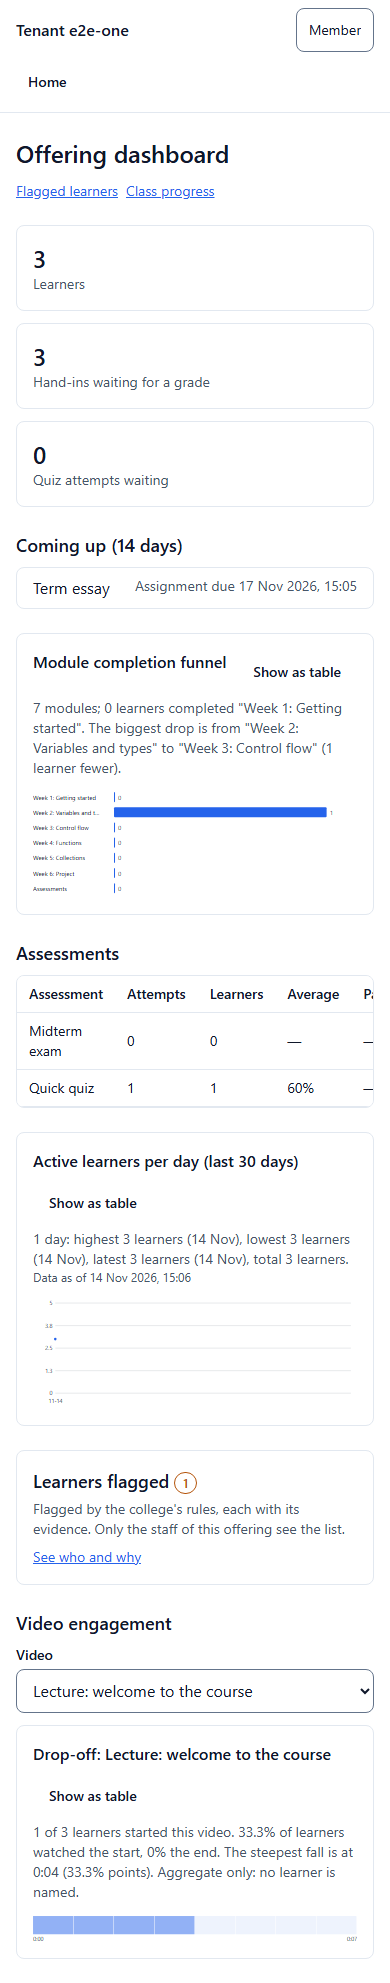 Tenant e2e-one
Member
Home
Offering dashboard
Flagged learners Class progress
3
Learners
3
Hand-ins waiting for a grade
0
Quiz attempts waiting
Coming up (14 days)
Term essay Assignment due 17 Nov 2026, 15:05
Module completion funnel
Show as table
7 modules; 0 learners completed "Week 1: Getting
started". The biggest drop is from "Week 2:
Variables and types" to "Week 3: Control flow" (1
learner fewer).
Week 1: Getting started 0
Week 2: Variables and t... 1
Week 3: Control flow 0
Week 4: Functions 0
Week 5: Collections 0
Week 6: Project 0
Assessments 0
Assessments
Assessment Attempts Learners Average
Midterm
exam 0 0 — —
Quick quiz 1 1 60% —
Active learners per day (last 30 days)
Show as table
1 day: highest 3 learners (14 Nov), lowest 3 learners
(14 Nov), latest 3 learners (14 Nov), total 3 learners.
Data as of 14 Nov 2026, 15:06
5
3.8
2.5
1.3
0
11-14
Learners flagged 1
Flagged by the college's rules, each with its
evidence. Only the staff of this offering see the list.
See who and why
Video engagement
Video
Lecture: welcome to the course
Drop-off: Lecture: welcome to the course
Show as table
1 of 3 learners started this video. 33.3% of learners
watched the start, 0% the end. The steepest fall is at
0:04 (33.3% points). Aggregate only: no learner is
named.
0:00 0:07